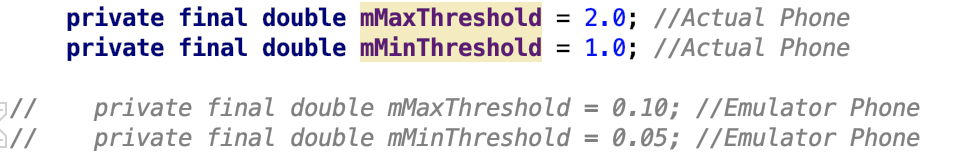 private final double mMaxThreshold = 2.0; //Actual Phone
private final double mMinThreshold = 1.0; //Actual Phone
//    private final double mMaxThreshold = 0.10; //Emulator Phone
//    private final double mMinThreshold = 0.05; //Emulator Phone